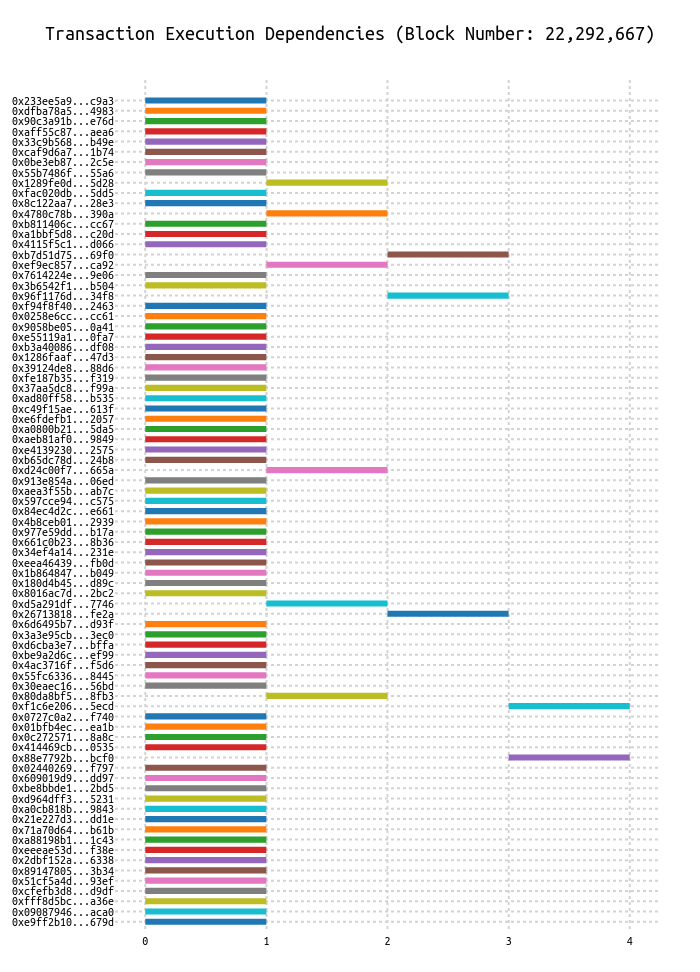 Transaction Execution Dependencies (Block Number: 22,292,667)
0x233ee5a9...c9a3
0xdfba78a5...4983
0x90c3a91b...e76d
0xaff55c87...aea6
0x33c9b568...b49e
0xcaf9d6a7...1b74
0x0be3eb87...2c5e
0x55b7486f...55a6
0x1289fe0d...5d28
0xfac020db...5dd5
0x8c122aa7...28e3
0x4780c78b...390a
0xb811406c...cc67
0xa1bbf5d8...c20d
0x4115f5c1...d066
0xb7d51d75...69f0
0xef9ec857...ca92
0x7614224e...9e06
0x3b6542f1...b504
0x96f1176d...34f8
0xf94f8f40...2463
0x0258e6cc...cc61
0x9058be05...0a41
0xe55119a1...0fa7
0xb3a40086...df08
0x1286faaf...47d3
0x39124de8...88d6
0xfe187b35...f319
0x37aa5dc8...f99a
0xad80ff58...b535
0xc49f15ae...613f
0xe6fdefb1...2057
0xa0800b21...5da5
0xaeb81af0...9849
0xe4139230...2575
0xb65dc78d...24b8
0xd24c00f7...665a
0x913e854a...06ed
0xaea3f55b...ab7c
0x597cce94...c575
0x84ec4d2c...e661
0x4b8ceb01...2939
0x977e59dd...b17a
0x661c0b23...8b36
0x34ef4a14...231e
0xeea46439...fb0d
0x1b864847...b049
0x180d4b45...d89c
0x8016ac7d...2bc2
0xd5a291df...7746
0x26713818...fe2a
0x6d6495b7...d93f
0x3a3e95cb...3ec0
0xd6cba3e7...bffa
0xbe9a2d6c...ef99
0x4ac3716f...f5d6
0x55fc6336...8445
0x30eaec16...56bd
0x80da8bf5...8fb3
0xf1c6e206...5ecd
0x0727c0a2...f740
0x01bfb4ec...ea1b
0x0c272571...8a8c
0x414469cb...0535
0x88e7792b...bcf0
0x02440269...f797
0x609019d9...dd97
0xbe8bbde1...2bd5
0xd964dff3...5231
0xa0cb818b...9843
0x21e227d3...dd1e
0x71a70d64...b61b
0xa88198b1...1c43
0xeeeae53d...f38e
0x2dbf152a...6338
0x89147805...3b34
0x51cf5a4d...93ef
0xcfefb3d8...d9df
0xfff8d5bc...a36e
0x09087946...aca0
0xe9ff2b10...679d
0 1 2 3 4